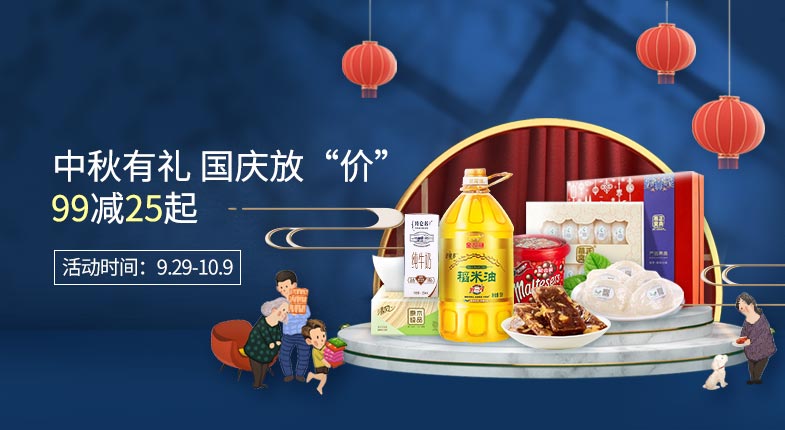 中秋有礼 国庆放“价”
99减25起
活动时间：9.29-10.9
纯牛奶
稻米油
Maltesers